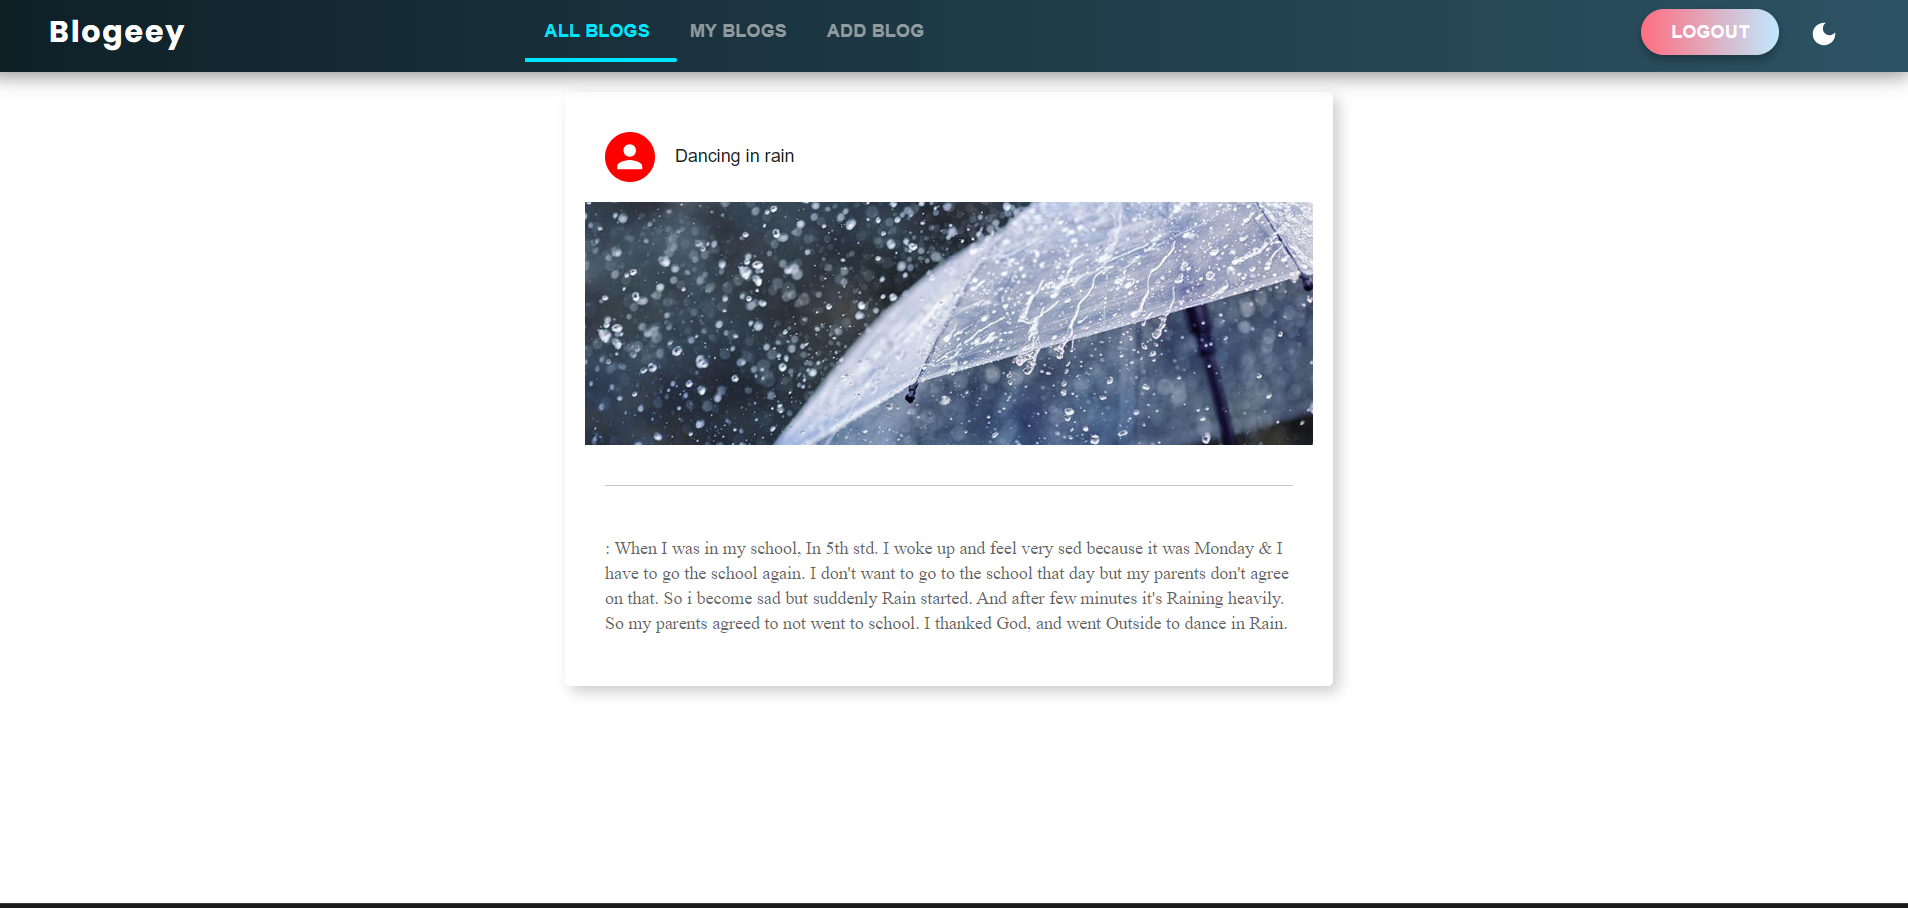 Blogeey
ALL BLOGS
MY BLOGS
ADD BLOG
LOGOUT
Dancing in rain
: When I was in my school, In 5th std. I woke up and feel very sed because it was Monday & I
have to go the school again. I don't want to go to the school that day but my parents don't agree
on that. So i become sad but suddenly Rain started. And after few minutes it's Raining heavily.
So my parents agreed to not went to school. I thanked God, and went Outside to dance in Rain.